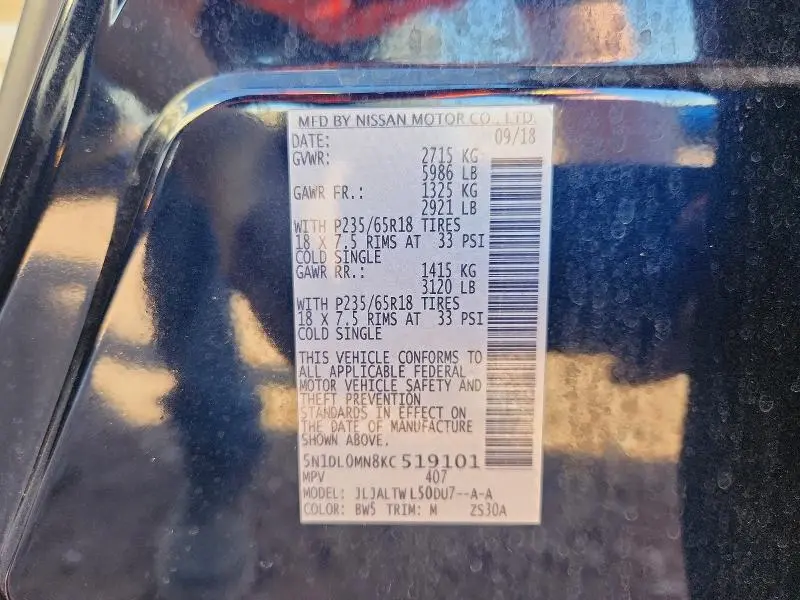 MFD BY NISSAN MOTOR CO., LTD.
DATE: 09/18
GVWR: 2715 KG
5986 LB
GAWR FR.: 1325 KG
2921 LB
WITH P235/65R18 TIRES
18 X 7.5 RIMS AT 33 PSI
COLD SINGLE
GAWR RR.: 1415 KG
3120 LB
WITH P235/65R18 TIRES
18 X 7.5 RIMS AT 33 PSI
COLD SINGLE
THIS VEHICLE CONFORMS TO
ALL APPLICABLE FEDERAL
MOTOR VEHICLE SAFETY AND
THEFT PREVENTION
STANDARDS IN EFFECT ON
THE DATE OF MANUFACTURE
SHOWN ABOVE.
5N1DL0MN8KC519101
MPV 407
MODEL: JLJALTWL50DU7--A-A
COLOR: BW5 TRIM: M ZS30A